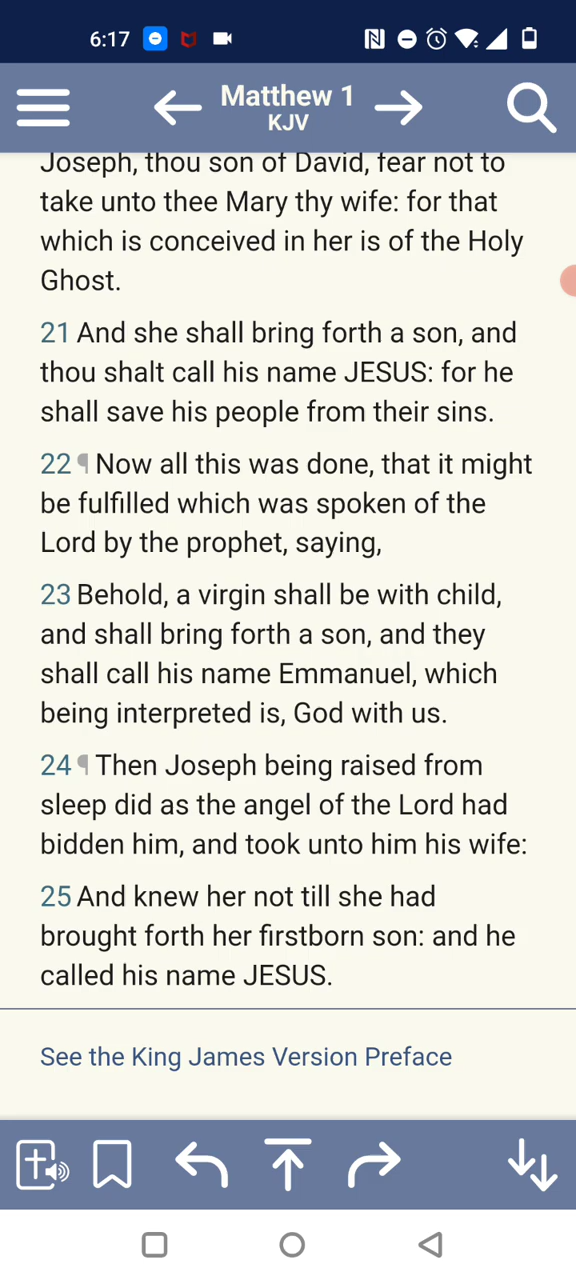 6:17
Matthew 1
KJV
Joseph, thou son of David, fear not to
take unto thee Mary thy wife: for that
which is conceived in her is of the Holy
Ghost.
21 And she shall bring forth a son, and
thou shalt call his name JESUS: for he
shall save his people from their sins.
22 ¶ Now all this was done, that it might
be fulfilled which was spoken of the
Lord by the prophet, saying,
23 Behold, a virgin shall be with child,
and shall bring forth a son, and they
shall call his name Emmanuel, which
being interpreted is, God with us.
24 ¶ Then Joseph being raised from
sleep did as the angel of the Lord had
bidden him, and took unto him his wife:
25 And knew her not till she had
brought forth her firstborn son: and he
called his name JESUS.
See the King James Version Preface